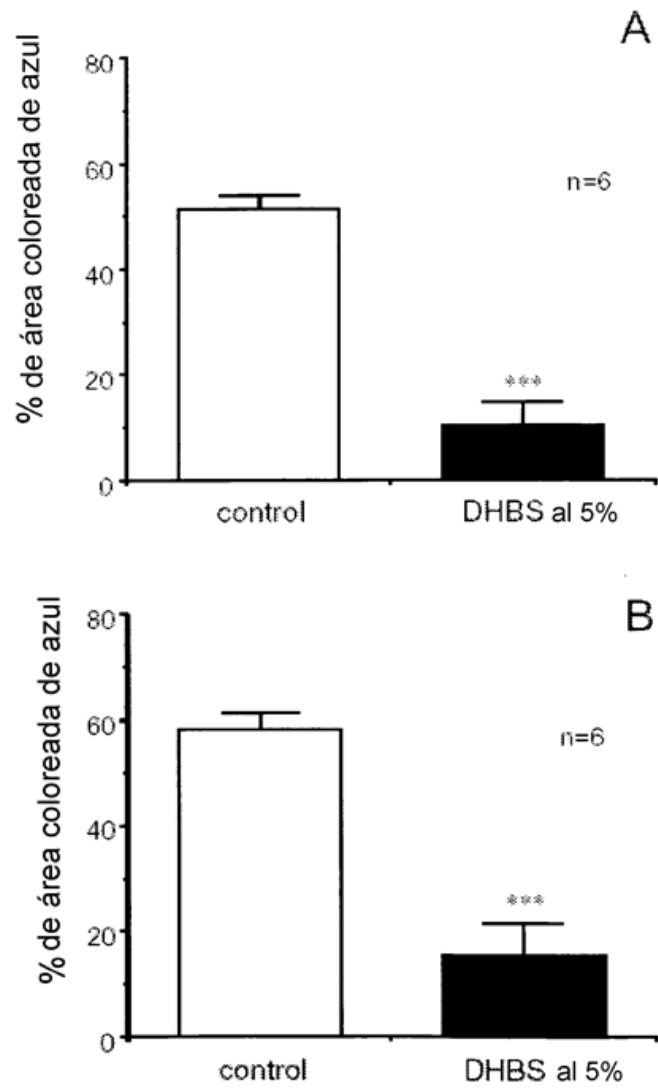 A
% de área coloreada de azul
80
60
40
20
0
n=6
***
control
DHBS al 5%
B
% de área coloreada de azul
80
60
40
20
0
n=6
***
control
DHBS al 5%